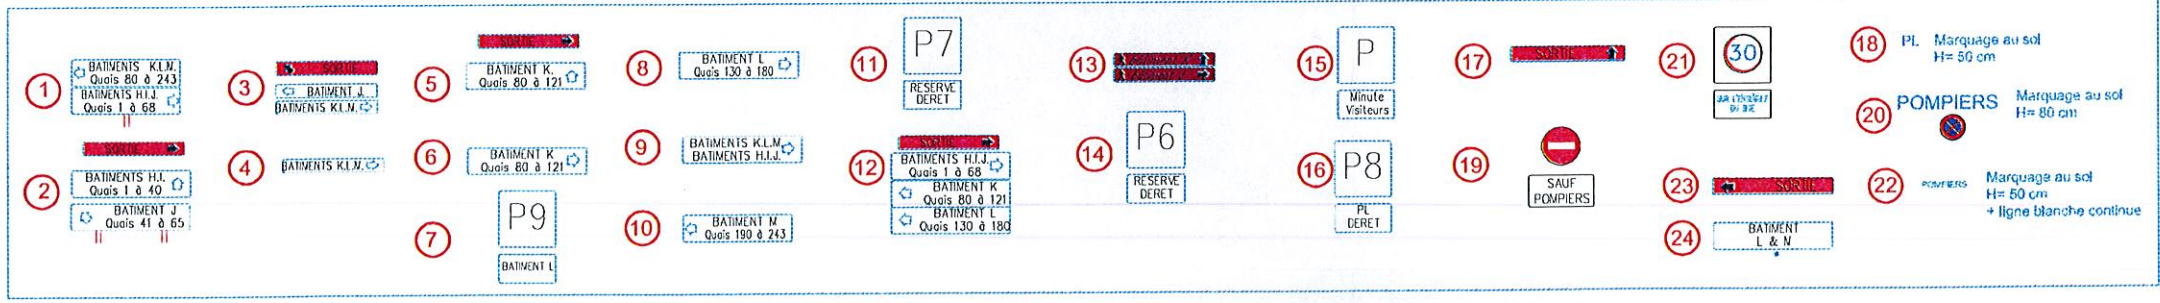 1
BATIMENTS K.L.M.
Quais 80 à 243
BATIMENTS H.I.J.
Quais 1 à 68
2
SORTIE
BATIMENTS H.I.
Quais 1 à 40
BATIMENT J
Quais 41 à 65
3
SORTIE
BATIMENT J.
BATIMENTS K.L.M.
4
BATIMENTS K.L.M.
5
SORTIE
BATIMENT K.
Quais 80 à 121
6
BATIMENT K
Quais 80 à 121
7
P9
BATIMENT L
8
BATIMENT L
Quais 130 à 180
9
BATIMENTS K.L.M.
BATIMENTS H.I.J.
10
BATIMENT M
Quais 190 à 243
11
P7
RESERVE
DERET
12
SORTIE
BATIMENTS H.I.J.
Quais 1 à 68
BATIMENT K
Quais 80 à 121
BATIMENT L
Quais 130 à 180
13
14
P6
RESERVE
DERET
15
P
Minute
Visiteurs
16
P8
PL
DERET
17
SORTIE
19
SAUF
POMPIERS
21
30
SUR L'ENSEMBLE
DU SITE
23
SORTIE
24
BATIMENT
L & N
18
PL
Marquage au sol
H= 50 cm
20
POMPIERS
Marquage au sol
H= 80 cm
22
POMPIERS
Marquage au sol
H= 50 cm
+ ligne blanche continue